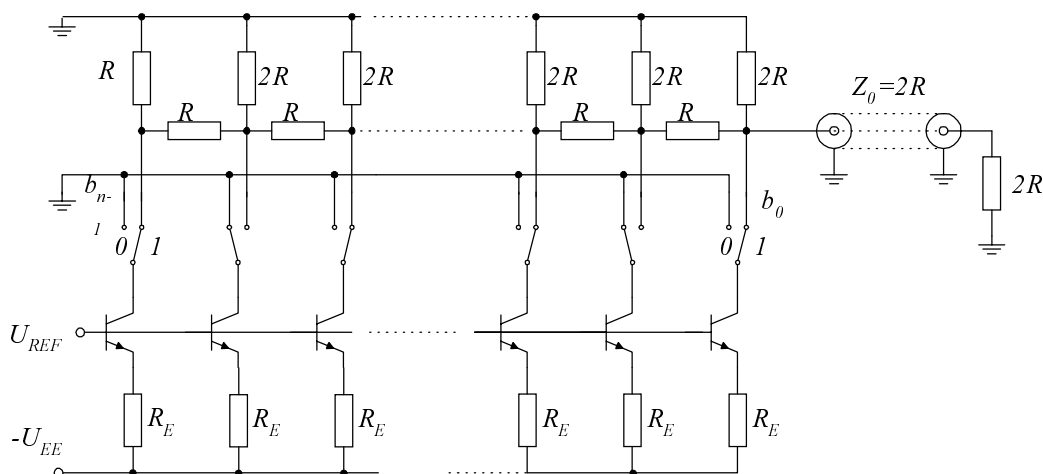 Z0=2R
R 2R 2R 2R 2R 2R
R R R R
2R
bn-1
b0
0 1 0 1
UREF
RE RE RE RE RE RE
-UEE